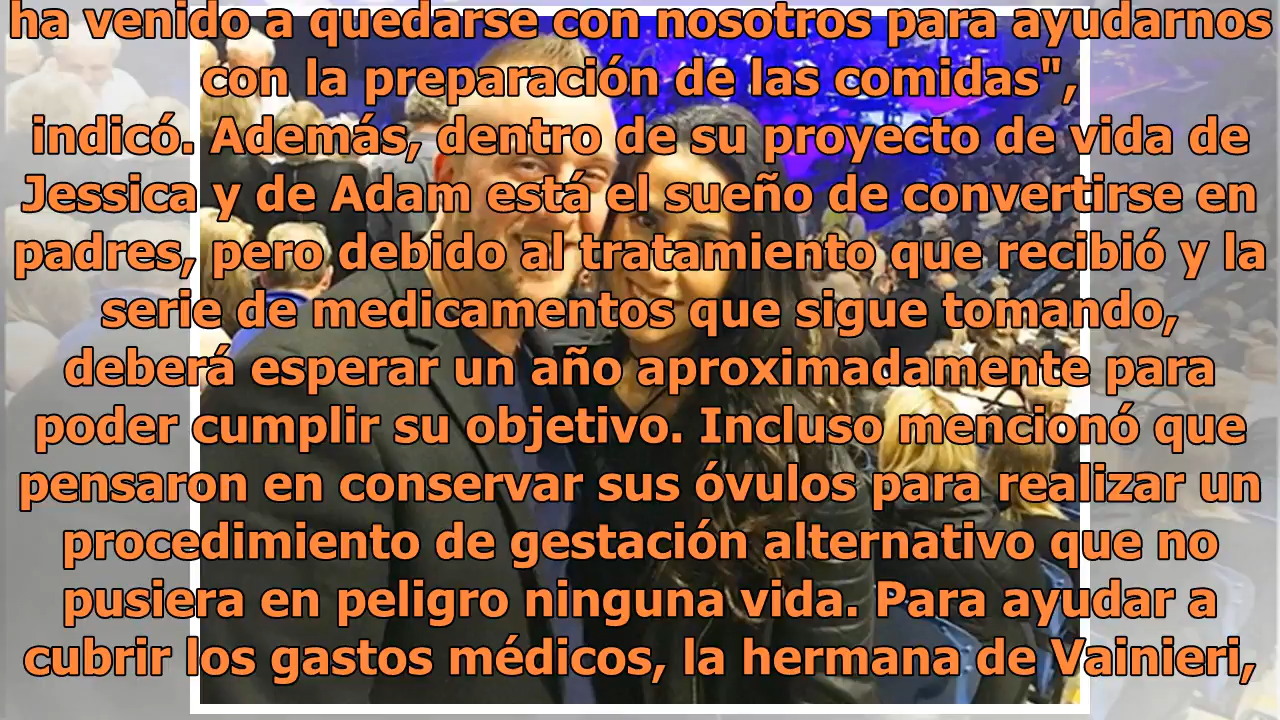 ha venido a quedarse con nosotros para ayudarnos
con la preparación de las comidas",
indicó. Además, dentro de su proyecto de vida de
Jessica y de Adam está el sueño de convertirse en
padres, pero debido al tratamiento que recibió y la
serie de medicamentos que sigue tomando,
deberá esperar un año aproximadamente para
poder cumplir su objetivo. Incluso mencionó que
pensaron en conservar sus óvulos para realizar un
procedimiento de gestación alternativo que no
pusiera en peligro ninguna vida. Para ayudar a
cubrir los gastos médicos, la hermana de Vainieri,